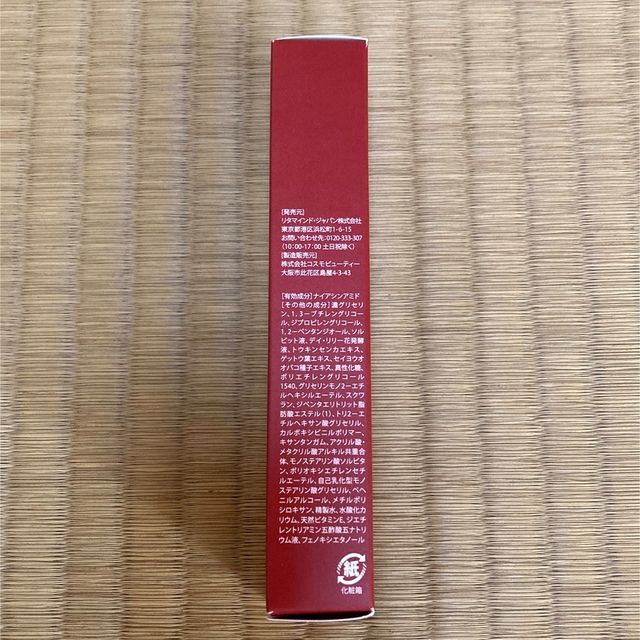 [発売元]
リタマインド・ジャパン株式会社
東京都港区浜松町1-6-15
お問い合わせ先:0120-333-307
(10:00-17:00 土日祝除く)
[製造販売元]
株式会社コスモビューティー
大阪市此花区島屋4-3-43
[有効成分]ナイアシンアミド
[その他の成分]濃グリセリ
ン、1,3-ブチレングリコー
ル、ジプロピレングリコール、
1,2-ペンタンジオール、ソル
ビット液、デイ・リリー花発酵
液、トウキンセンカエキス、
ゲットウ葉エキス、セイヨウオ
オバコ種子エキス、異性化糖、
ポリエチレングリコール
1540、グリセリンモノ2-エチ
ルヘキシルエーテル、スクワ
ラン、ジペンタエリトリット脂
肪酸エステル(1)、トリ2-エチ
ルヘキサン酸グリセリル、
カルボキシビニルポリマー、
キサンタンガム、アクリル酸・
メタクリル酸アルキル共重合
体、モノステアリン酸ソルビタ
ン、ポリオキシエチレンセチ
ルエーテル、自己乳化型モノ
ステアリン酸グリセリル、ベヘ
ニルアルコール、メチルポリ
シロキサン、精製水、水酸化カ
リウム、天然ビタミンE、ジエチ
レントリアミン五酢酸五ナトリ
ウム液、フェノキシエタノール
紙
化粧箱